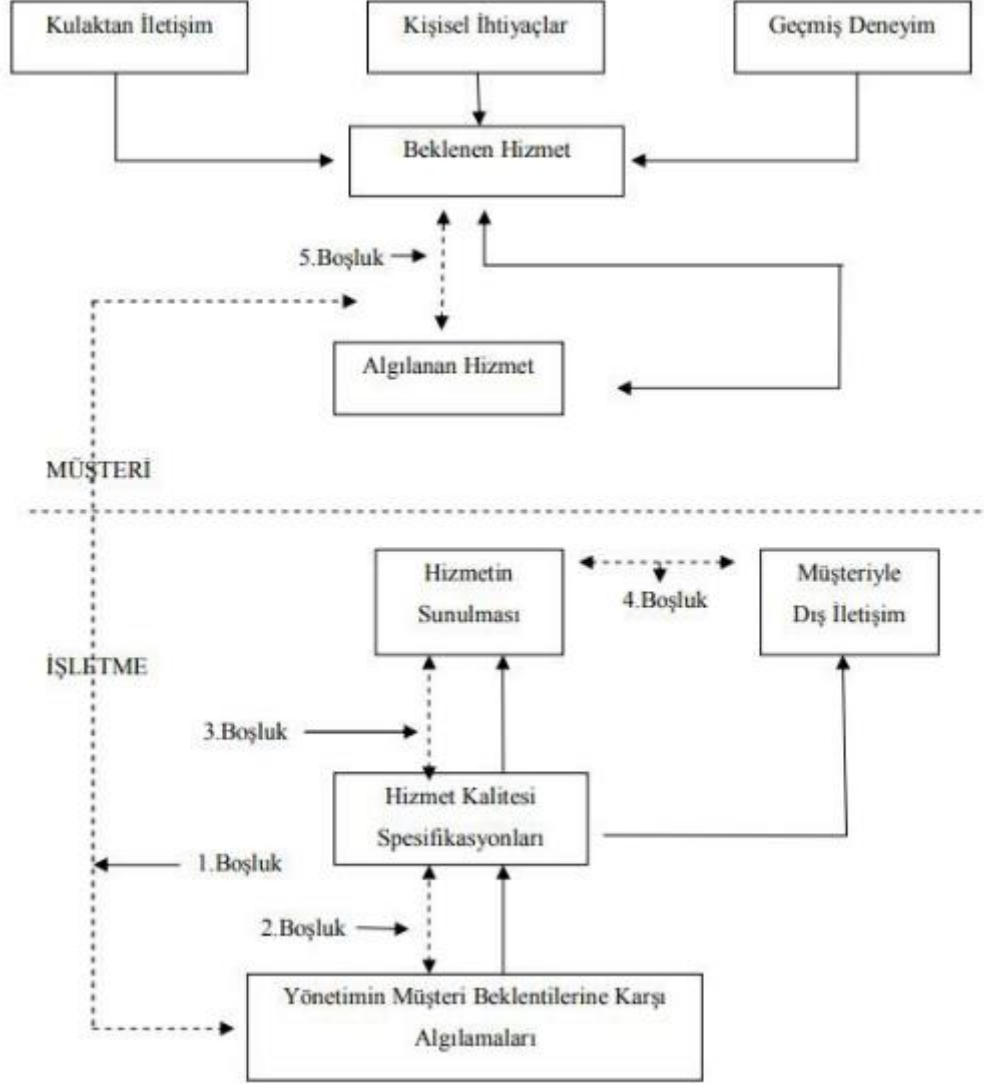 Kulaktan İletişim
Kişisel İhtiyaçlar
Geçmiş Deneyim
Beklenen Hizmet
5.Boşluk
Algılanan Hizmet
MÜŞTERİ
Hizmetin
Sunulması
4.Boşluk
Müşteriyle
Dış İletişim
İŞLETME
3.Boşluk
Hizmet Kalitesi
Spesifikasyonları
1.Boşluk
2.Boşluk
Yönetimin Müşteri Beklentilerine Karşı
Algılamaları